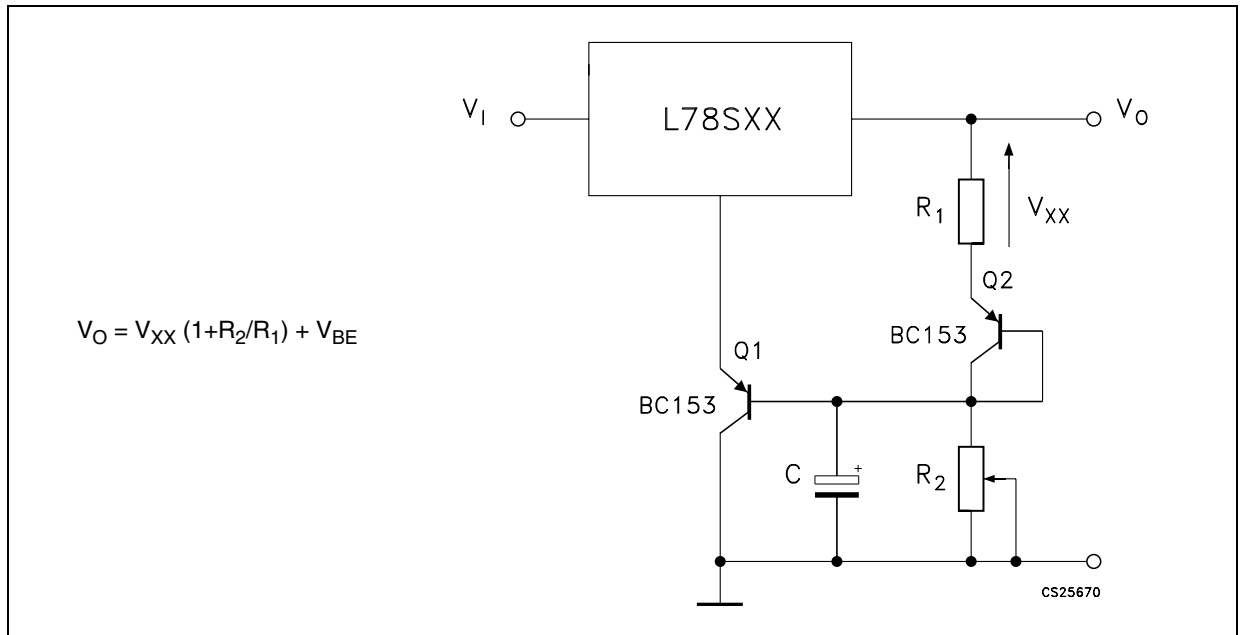 V_I
L78SXX
V_O
R_1
V_XX
Q2
BC153
V_O = V_XX (1+R_2/R_1) + V_BE
Q1
BC153
C
+
R_2
CS25670